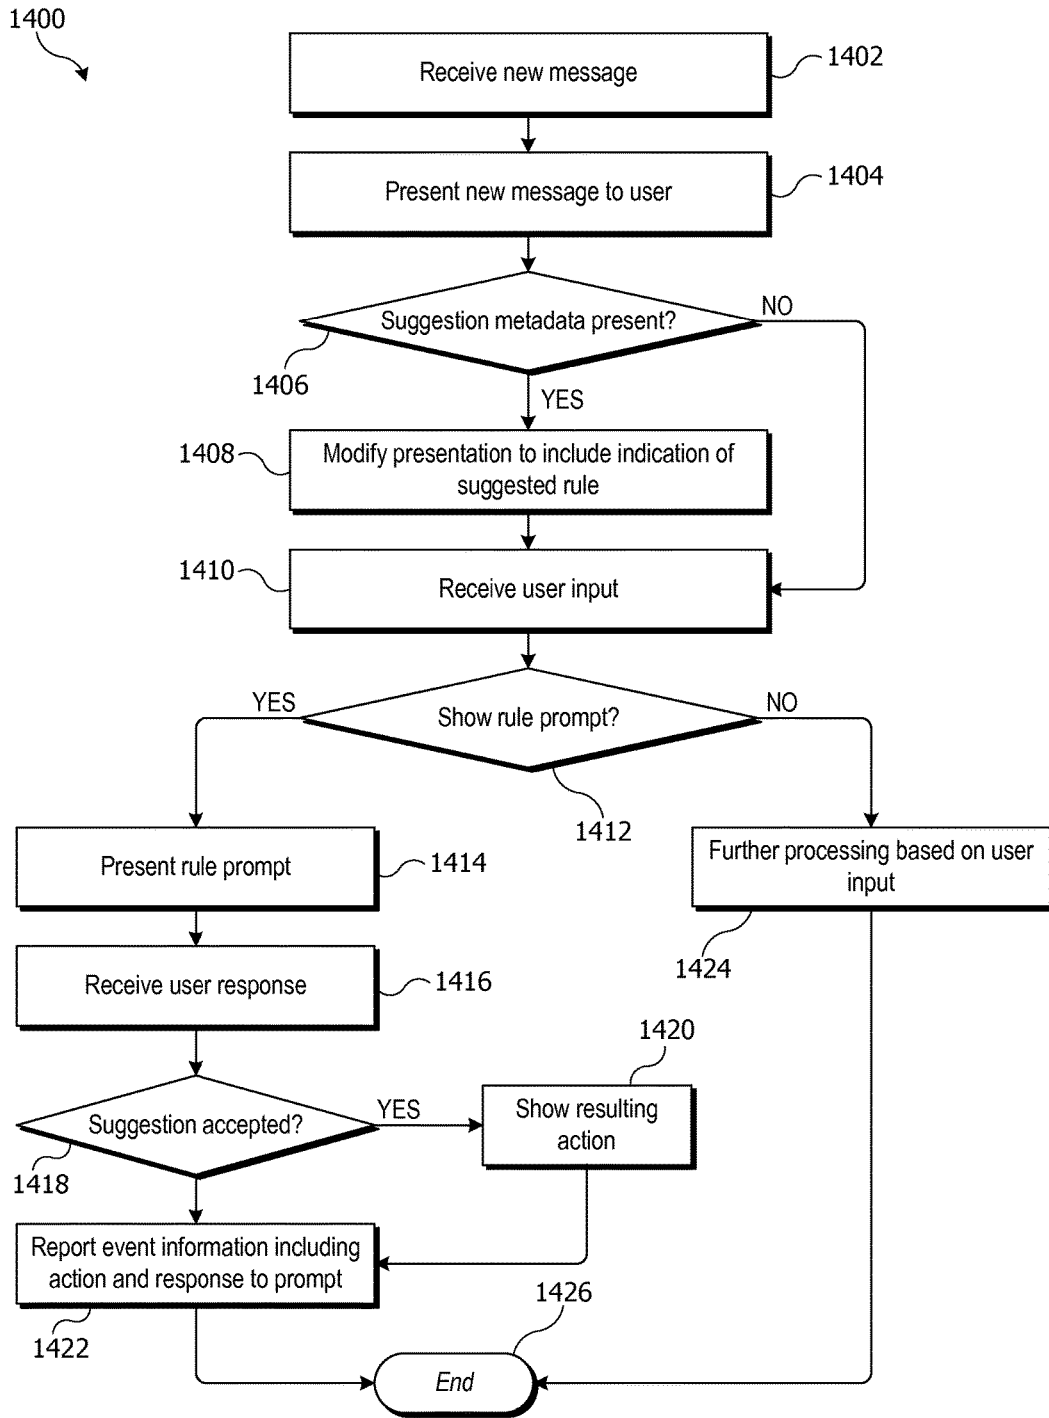 1400
Receive new message
1402
Present new message to user
1404
Suggestion metadata present?
NO
1406
YES
1408
Modify presentation to include indication of
suggested rule
1410
Receive user input
YES
Show rule prompt?
NO
1412
Present rule prompt
1414
Further processing based on user
input
1424
Receive user response
1416
1420
Suggestion accepted?
YES
Show resulting
action
1418
Report event information including
action and response to prompt
1422
1426
End